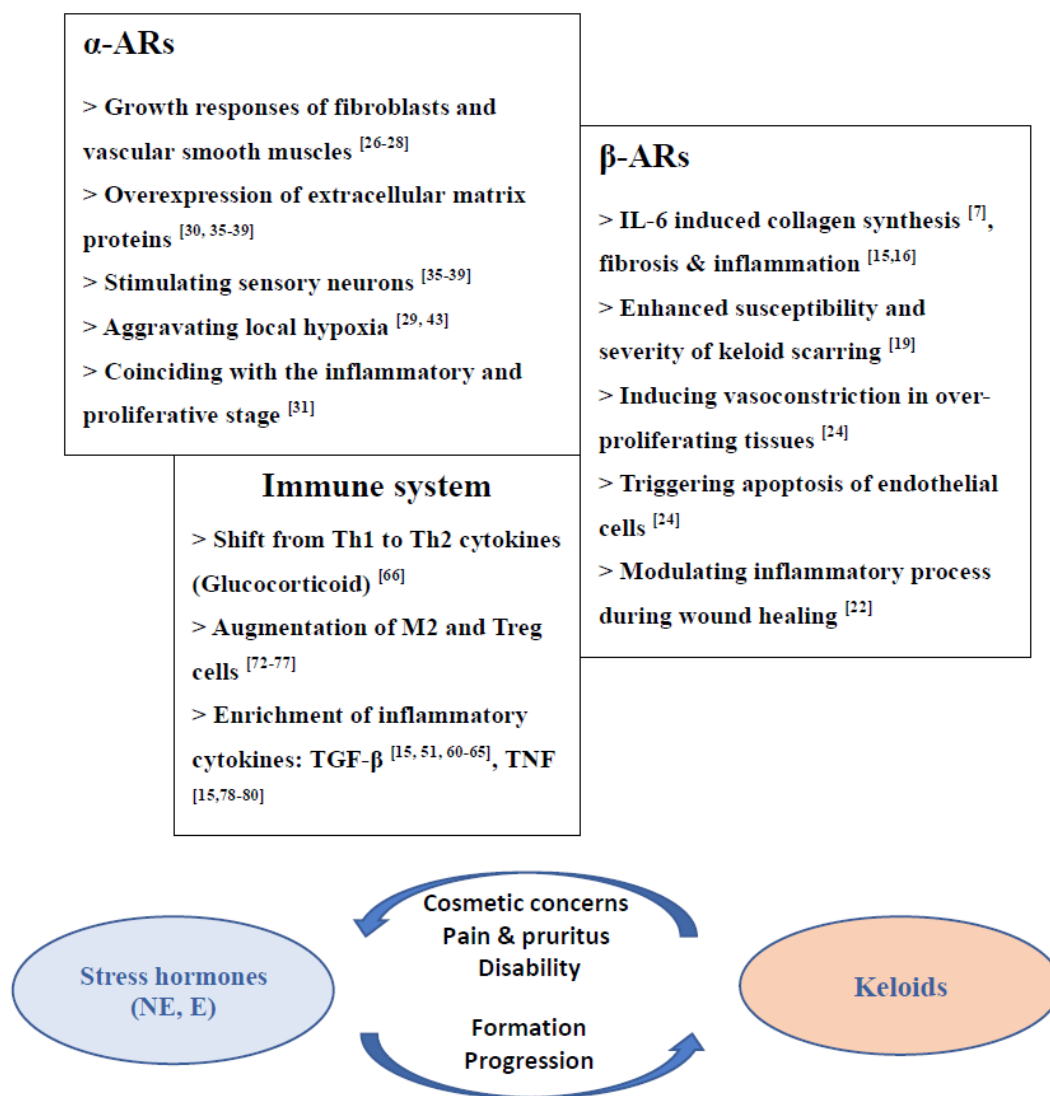 α-ARs
> Growth responses of fibroblasts and
vascular smooth muscles [26-28]
> Overexpression of extracellular matrix
proteins [30, 35-39]
> Stimulating sensory neurons [35-39]
> Aggravating local hypoxia [29, 43]
> Coinciding with the inflammatory and
proliferative stage [31]
β-ARs
> IL-6 induced collagen synthesis [7],
fibrosis & inflammation [15,16]
> Enhanced susceptibility and
severity of keloid scarring [19]
> Inducing vasoconstriction in over-
proliferating tissues [24]
> Triggering apoptosis of endothelial
cells [24]
> Modulating inflammatory process
during wound healing [22]
Immune system
> Shift from Th1 to Th2 cytokines
(Glucocorticoid) [66]
> Augmentation of M2 and Treg
cells [72-77]
> Enrichment of inflammatory
cytokines: TGF-β [15, 51, 60-65], TNF
[15,78-80]
Cosmetic concerns
Pain & pruritus
Disability
Stress hormones
(NE, E)
Keloids
Formation
Progression